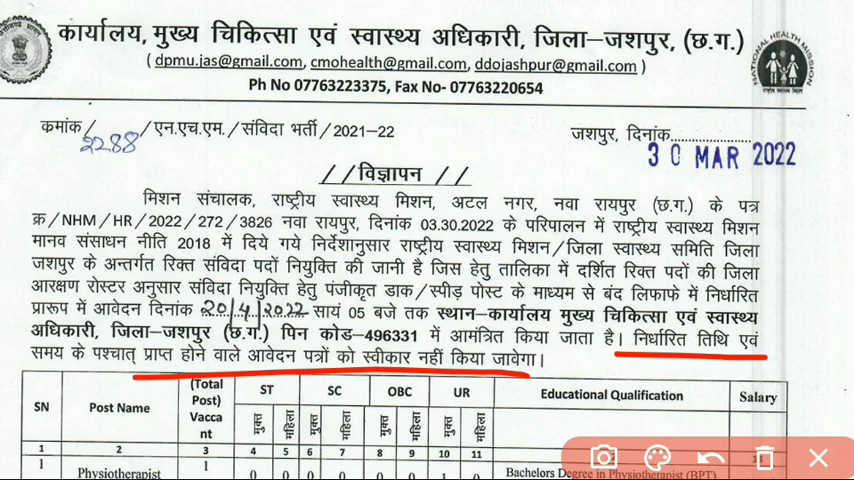 कार्यालय, मुख्य चिकित्सा एवं स्वास्थ्य अधिकारी, जिला–जशपुर, (छ.ग.)
( dpmu.jas@gmail.com, cmohealth@gmail.com, ddojashpur@gmail.com )
Ph No 07763223375, Fax No- 07763220654
NATIONAL HEALTH MISSION
क्रमांक/ 2288 /एन.एच.एम./संविदा भर्ती/2021–22 जशपुर, दिनांक..................
30 MAR 2022
//विज्ञापन //
मिशन संचालक, राष्ट्रीय स्वास्थ्य मिशन, अटल नगर, नवा रायपुर (छ.ग.) के पत्र
क्र/NHM/HR/2022/272/3826 नवा रायपुर, दिनांक 03.30.2022 के परिपालन में राष्ट्रीय स्वास्थ्य मिशन
मानव संसाधन नीति 2018 में दिये गये निर्देशानुसार राष्ट्रीय स्वास्थ्य मिशन/जिला स्वास्थ्य समिति जिला
जशपुर के अन्तर्गत रिक्त संविदा पदों नियुक्ति की जानी है जिस हेतु तालिका में दर्शित रिक्त पदों की जिला
आरक्षण रोस्टर अनुसार संविदा नियुक्ति हेतु पंजीकृत डाक/स्पीड पोस्ट के माध्यम से बंद लिफाफे में निर्धारित
प्रारूप में आवेदन दिनांक 20/4/2022 सायं 05 बजे तक स्थान–कार्यालय मुख्य चिकित्सा एवं स्वास्थ्य
अधिकारी, जिला–जशपुर (छ.ग.) पिन कोड–496331 में आमंत्रित किया जाता है। निर्धारित तिथि एवं
समय के पश्चात् प्राप्त होने वाले आवेदन पत्रों को स्वीकार नहीं किया जावेगा।
SN Post Name (Total Post) Vaccant ST SC OBC UR Educational Qualification Salary
मुक्त महिला मुक्त महिला मुक्त महिला मुक्त महिला
1 2 3 4 5 6 7 8 9 10 11
1 Physiotherapist 1 0 0 0 0 0 0 1 0 Bachelors Degree in Physiotherapist (BPT)